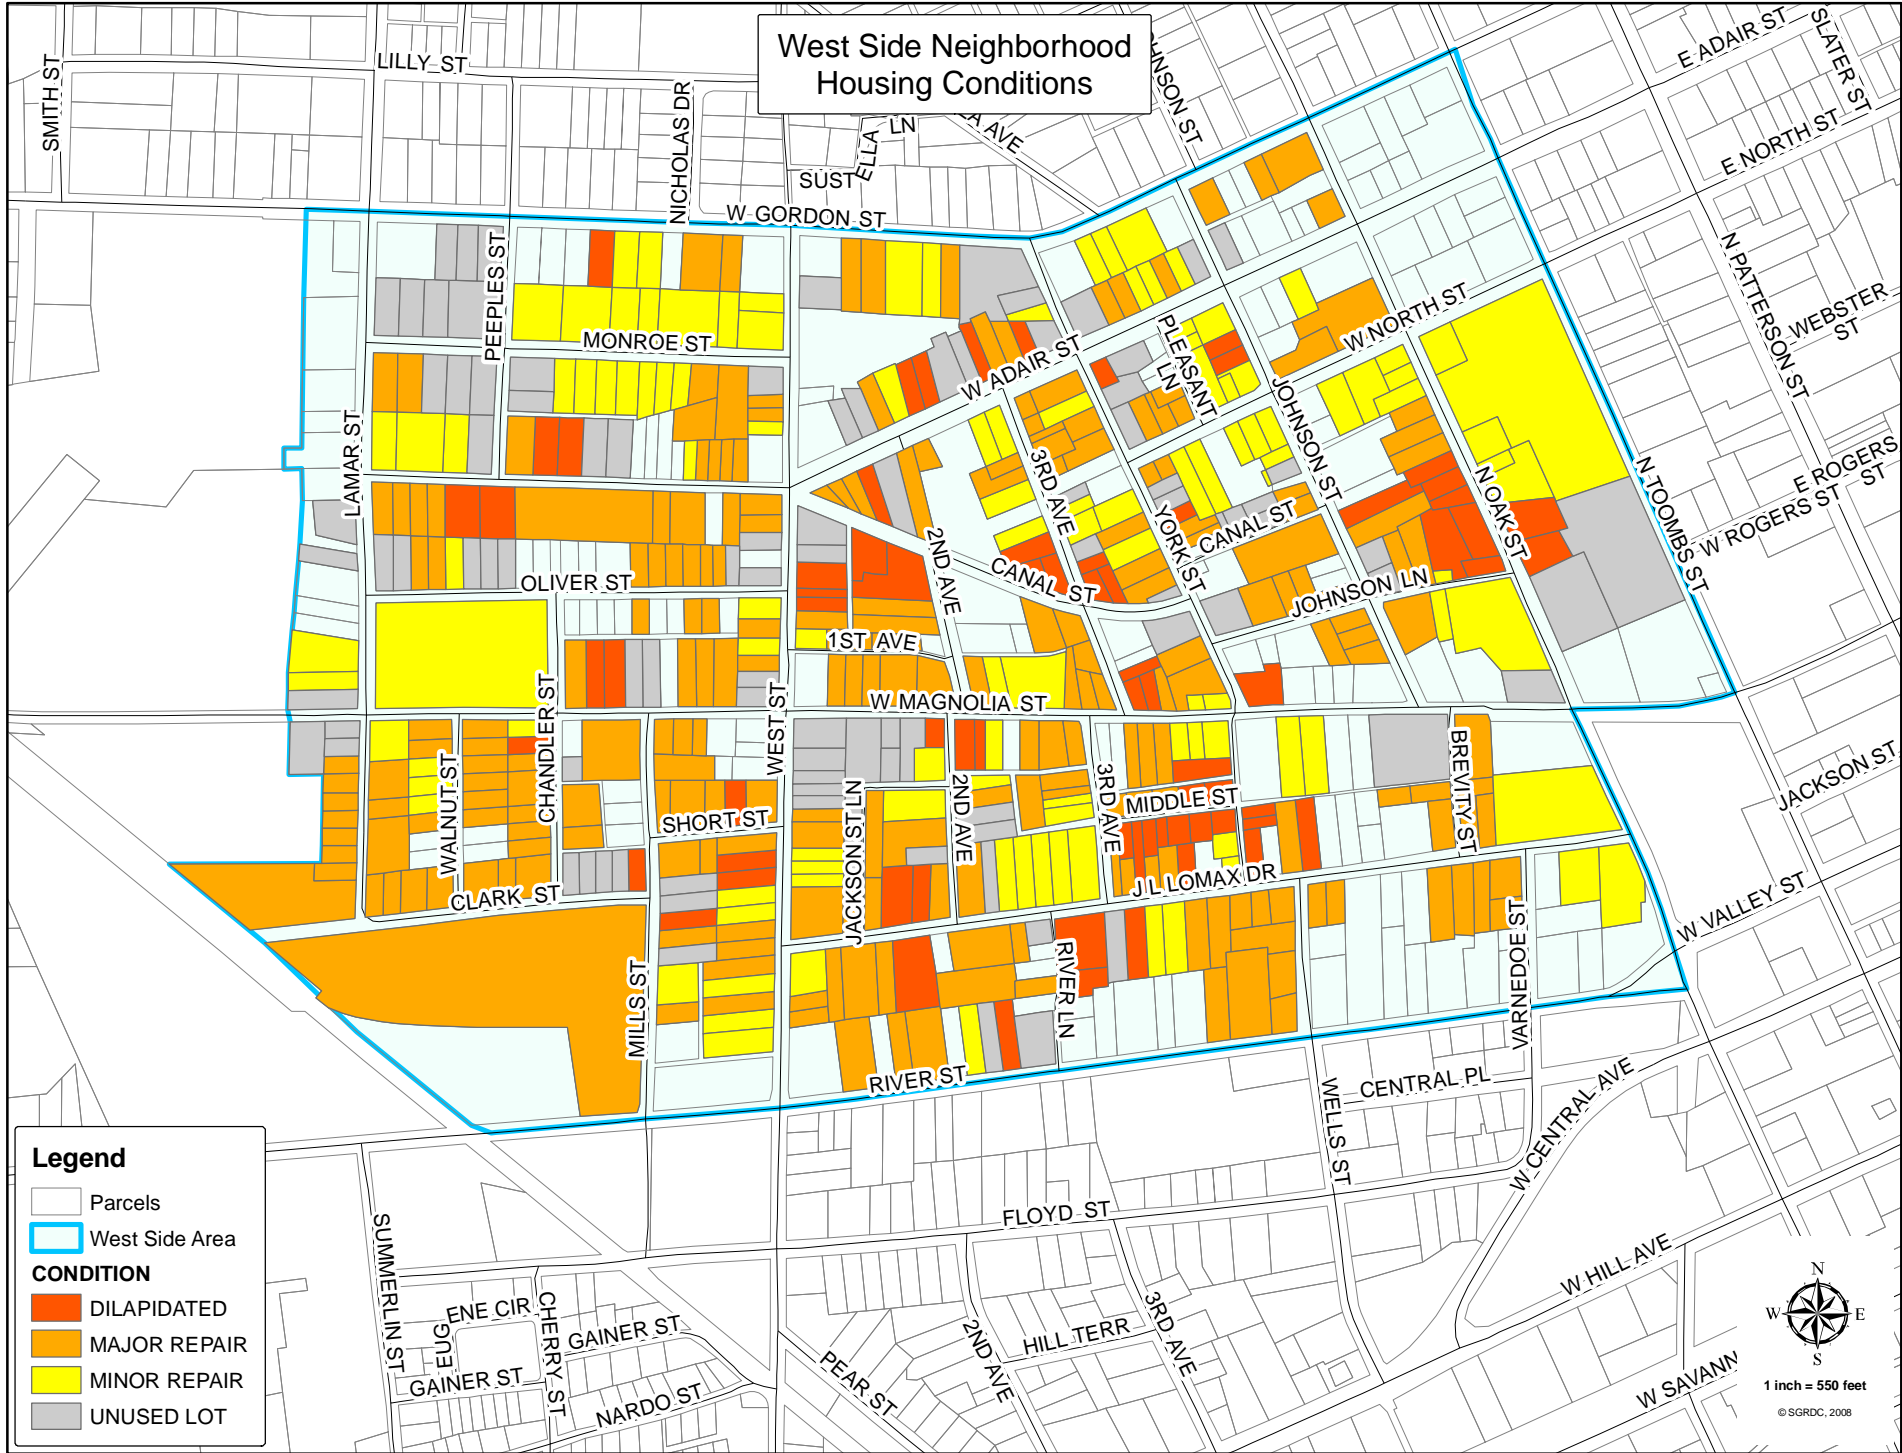 West Side Neighborhood
Housing Conditions
SMITH ST
LILLY ST
NICHOLAS DR
ELLA
LN
SUST
W GORDON ST
E ADAIR ST
SLATER ST
E NORTH ST
N PATTERSON ST
WEBSTER
ST
PEEPLES ST
MONROE ST
LAMAR ST
W ADAIR ST
PLEASANT
LN
W NORTH ST
JOHNSON ST
3RD AVE
YORK ST
CANAL ST
N OAK ST
N TOOMBS ST
E ROGERS
ST
W ROGERS ST
2ND AVE
CANAL ST
JOHNSON LN
OLIVER ST
1ST AVE
CHANDLER ST
WEST ST
W MAGNOLIA ST
WALNUT ST
SHORT ST
JACKSON ST LN
2ND AVE
3RD AVE
MIDDLE ST
BREVITY ST
JACKSON ST
CLARK ST
J L LOMAX DR
MILLS ST
RIVER LN
VARNEDOE ST
W VALLEY ST
RIVER ST
CENTRAL PL
WELLS ST
W CENTRAL AVE
FLOYD ST
SUMMERLIN ST
EUG
ENE CIR
CHERRY ST
GAINER ST
GAINER ST
NARDO ST
PEAR ST
2ND AVE
HILL TERR
3RD AVE
W HILL AVE
W SAVANN
Legend
Parcels
West Side Area
CONDITION
DILAPIDATED
MAJOR REPAIR
MINOR REPAIR
UNUSED LOT
N
W
E
S
1 inch = 550 feet
© SGRDC, 2008